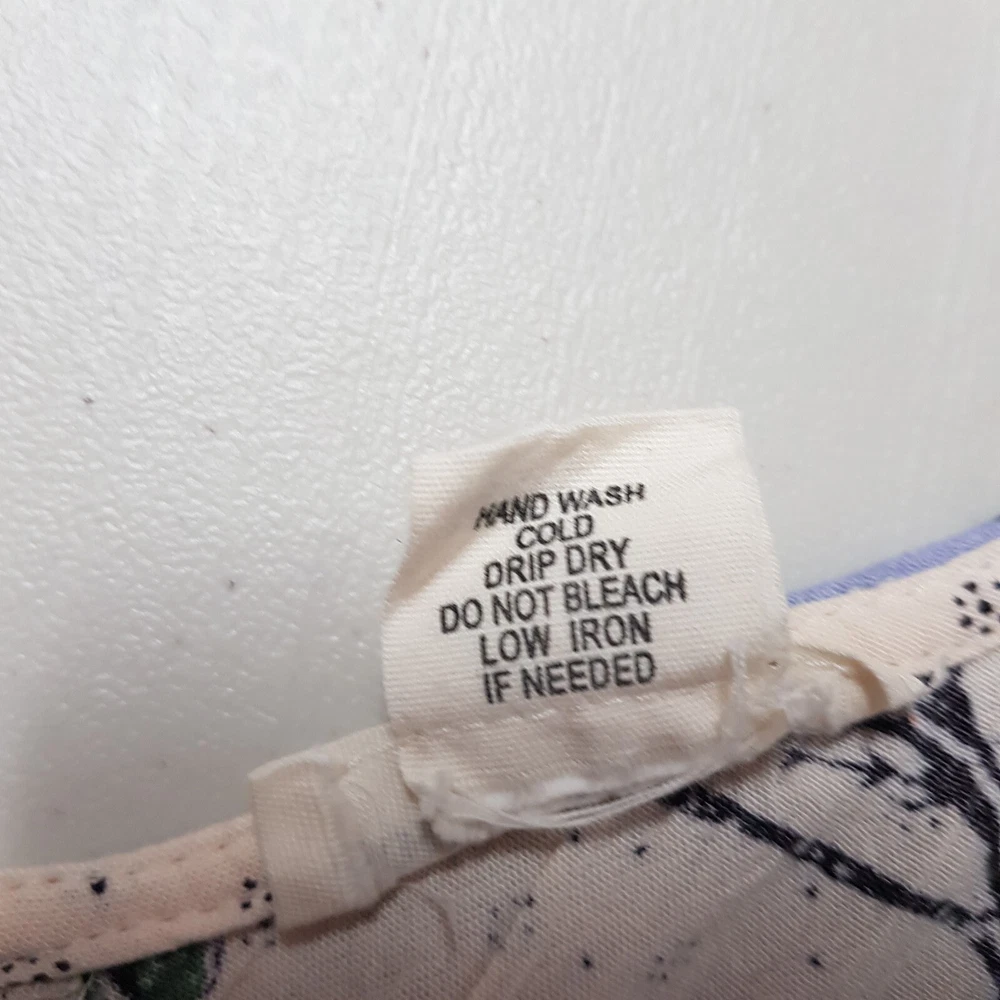 HAND WASH
COLD
DRIP DRY
DO NOT BLEACH
LOW IRON
IF NEEDED